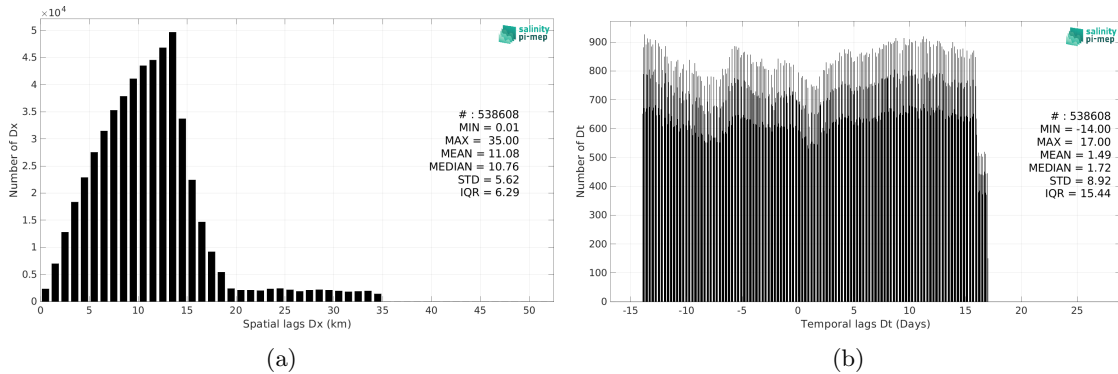 ×10⁴
5
4.5
4
3.5
3
2.5
2
1.5
1
0.5
0
Number of Dx
0 5 10 15 20 25 30 35 40 45 50
Spatial lags Dx (km)
salinity
pi-mep
# : 538608
MIN = 0.01
MAX = 35.00
MEAN = 11.08
MEDIAN = 10.76
STD = 5.62
IQR = 6.29
(a)
900
800
700
600
500
400
300
200
100
0
Number of Dt
-15 -10 -5 0 5 10 15 20 25
Temporal lags Dt (Days)
salinity
pi-mep
# : 538608
MIN = -14.00
MAX = 17.00
MEAN = 1.49
MEDIAN = 1.72
STD = 8.92
IQR = 15.44
(b)